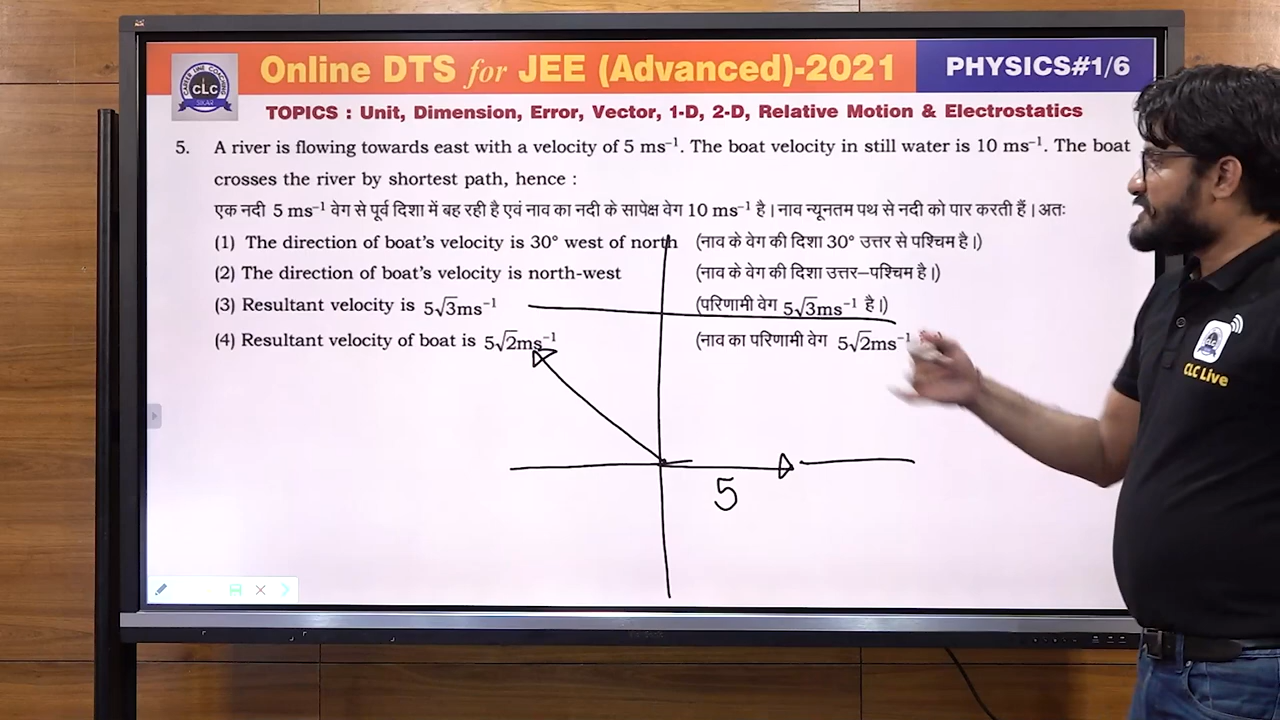 Online DTS for JEE (Advanced)-2021
PHYSICS#1/6
CLC
SIKAR
TOPICS : Unit, Dimension, Error, Vector, 1-D, 2-D, Relative Motion & Electrostatics
5. A river is flowing towards east with a velocity of 5 ms⁻¹. The boat velocity in still water is 10 ms⁻¹. The boat
crosses the river by shortest path, hence :
एक नदी 5 ms⁻¹ वेग से पूर्व दिशा में बह रही है एवं नाव का नदी के सापेक्ष वेग 10 ms⁻¹ है। नाव न्यूनतम पथ से नदी को पार करती हैं। अतः
(1) The direction of boat's velocity is 30° west of north (नाव के वेग की दिशा 30° उत्तर से पश्चिम है।)
(2) The direction of boat's velocity is north-west (नाव के वेग की दिशा उत्तर–पश्चिम है।)
(3) Resultant velocity is 5√3ms⁻¹ (परिणामी वेग 5√3ms⁻¹ है।)
(4) Resultant velocity of boat is 5√2ms⁻¹ (नाव का परिणामी वेग 5√2ms⁻¹
5
CLC Live